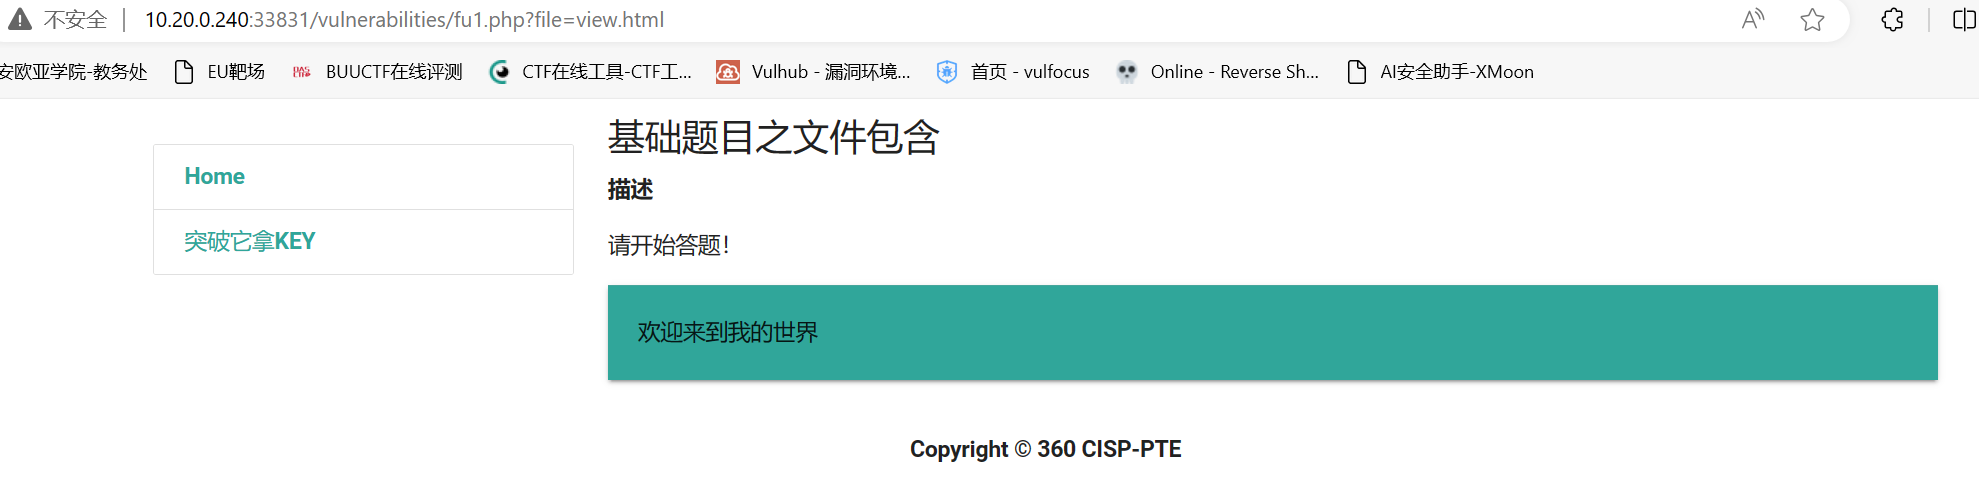 不安全 10.20.0.240:33831/vulnerabilities/fu1.php?file=view.html
安欧亚学院-教务处 EU靶场 BUUCTF在线评测 CTF在线工具-CTF工... Vulhub - 漏洞环境... 首页 - vulfocus Online - Reverse Sh... AI安全助手-XMoon
Home
突破它拿KEY
基础题目之文件包含
描述
请开始答题！
欢迎来到我的世界
Copyright © 360 CISP-PTE